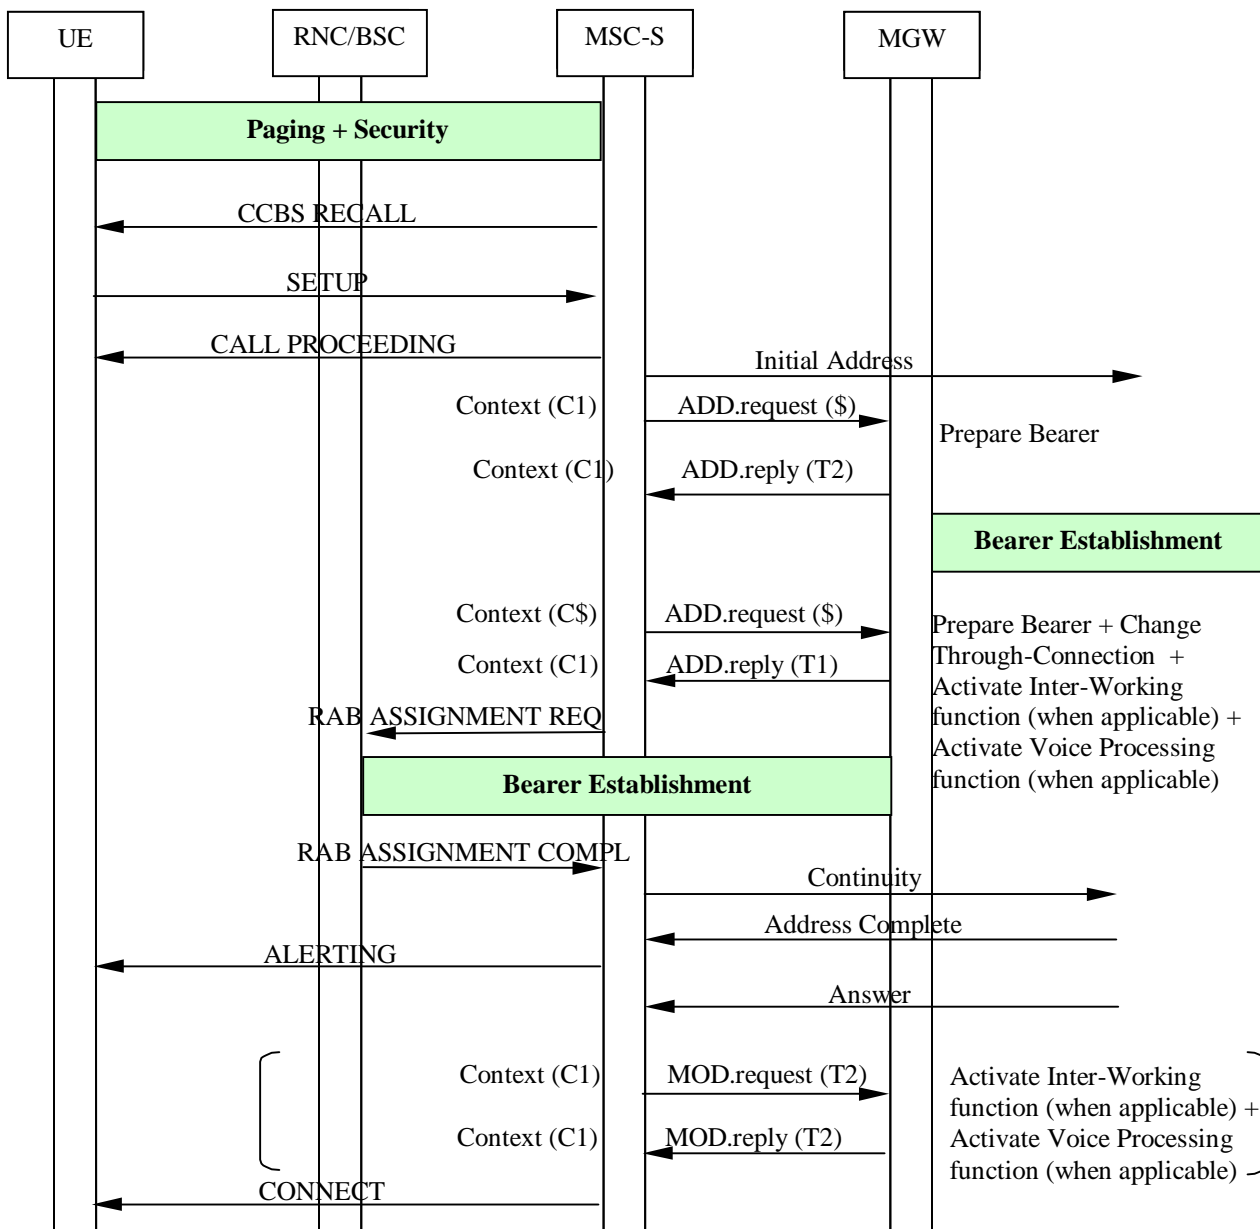 UE
RNC/BSC
MSC-S
MGW
Paging + Security
CCBS RECALL
SETUP
CALL PROCEEDING
Initial Address
Context (C1)
ADD.request ($)
Prepare Bearer
Context (C1)
ADD.reply (T2)
Bearer Establishment
Context (C$)
ADD.request ($)
Prepare Bearer + Change
Through-Connection +
Activate Inter-Working
function (when applicable) +
Activate Voice Processing
function (when applicable)
Context (C1)
ADD.reply (T1)
RAB ASSIGNMENT REQ
Bearer Establishment
RAB ASSIGNMENT COMPL
Continuity
Address Complete
ALERTING
Answer
Context (C1)
MOD.request (T2)
Activate Inter-Working
function (when applicable) +
Activate Voice Processing
function (when applicable)
Context (C1)
MOD.reply (T2)
CONNECT